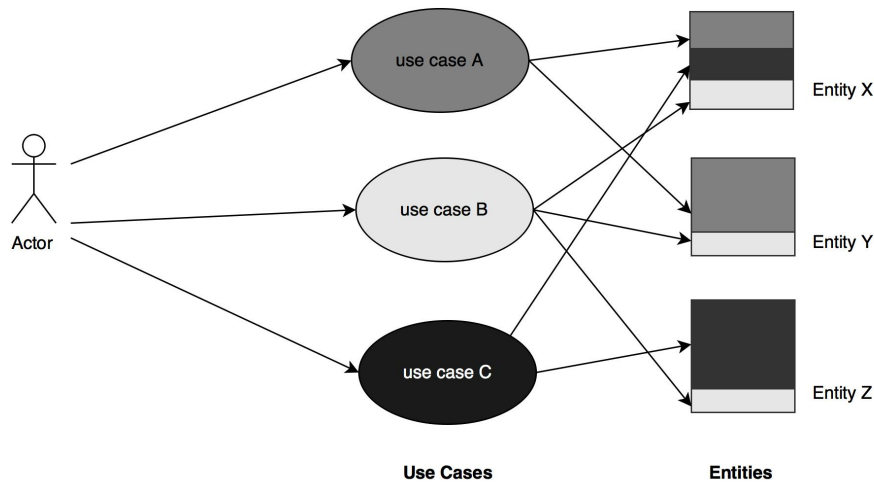 use case A
Entity X
use case B
Actor
Entity Y
use case C
Entity Z
Use Cases
Entities